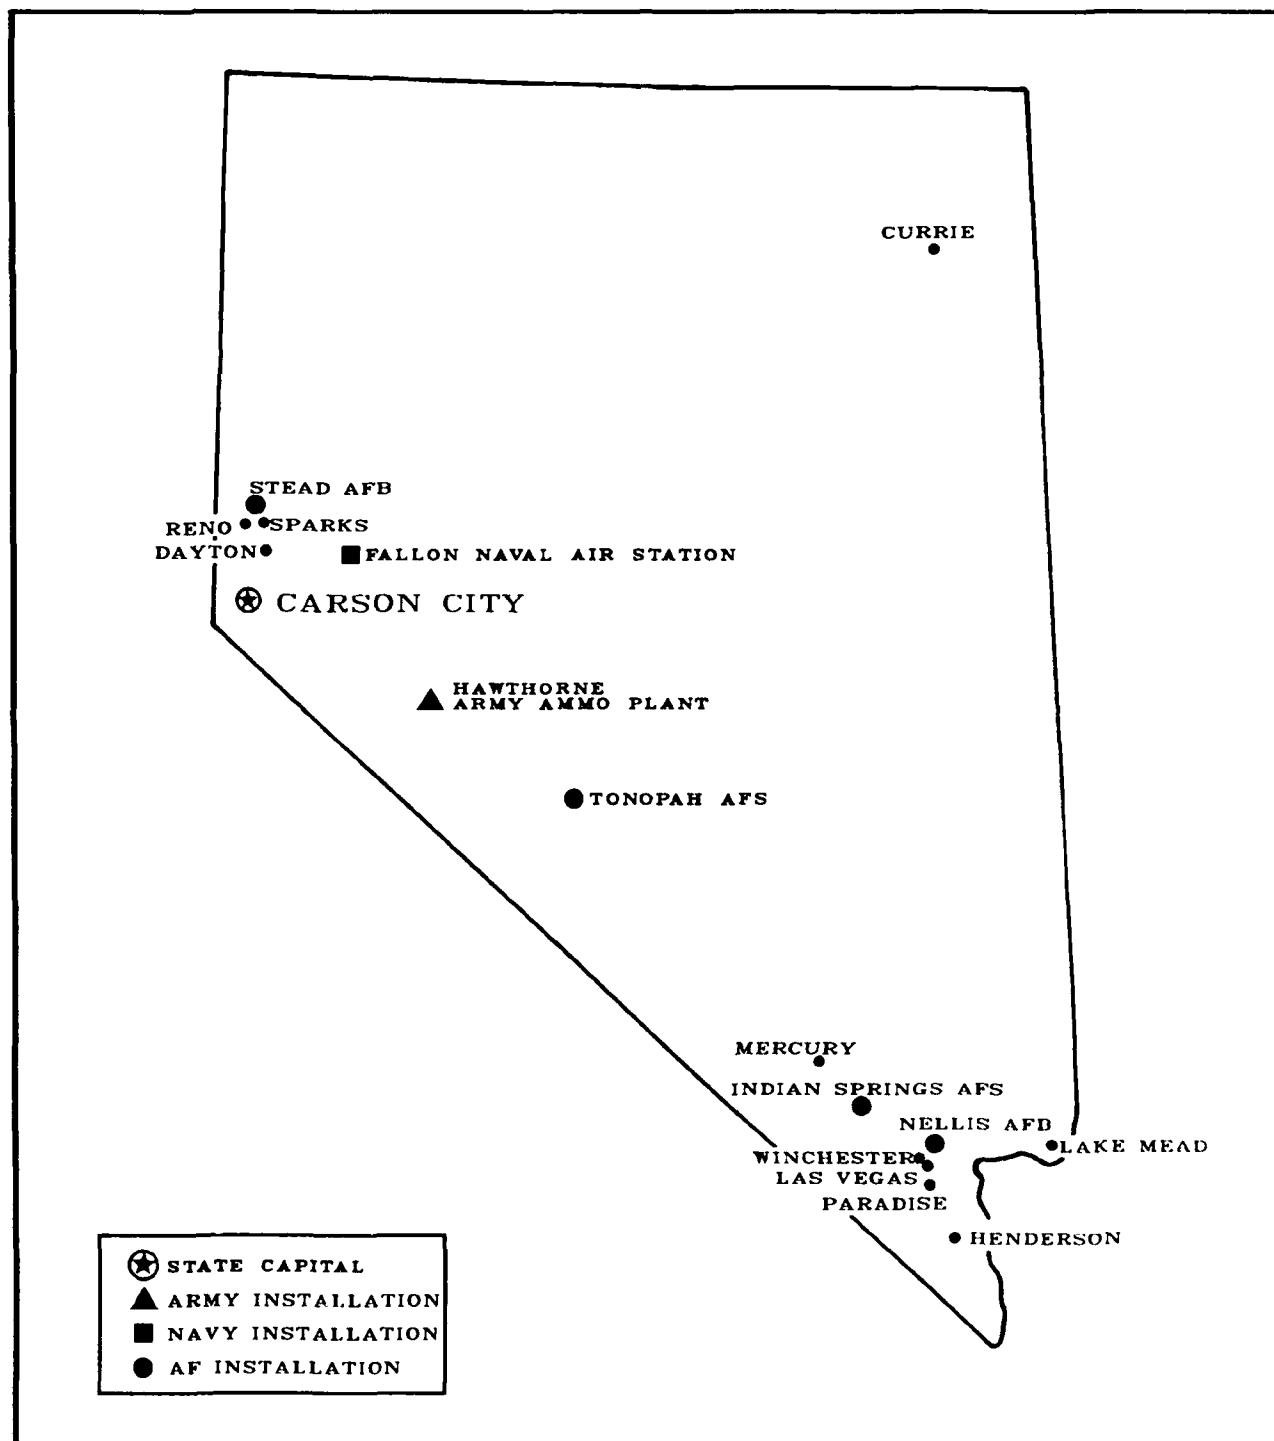 CURRIE
STEAD AFB
RENO
SPARKS
DAYTON
FALLON NAVAL AIR STATION
CARSON CITY
HAWTHORNE
ARMY AMMO PLANT
TONOPAH AFS
MERCURY
INDIAN SPRINGS AFS
NELLIS AFB
LAKE MEAD
WINCHESTER
LAS VEGAS
PARADISE
HENDERSON
STATE CAPITAL
ARMY INSTALLATION
NAVY INSTALLATION
AF INSTALLATION